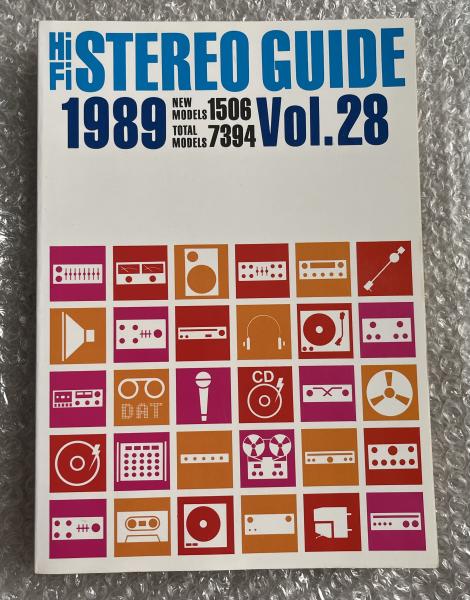 HiFi STEREO GUIDE
1989 NEW MODELS 1506 TOTAL MODELS 7394 Vol.28
CD
DAT